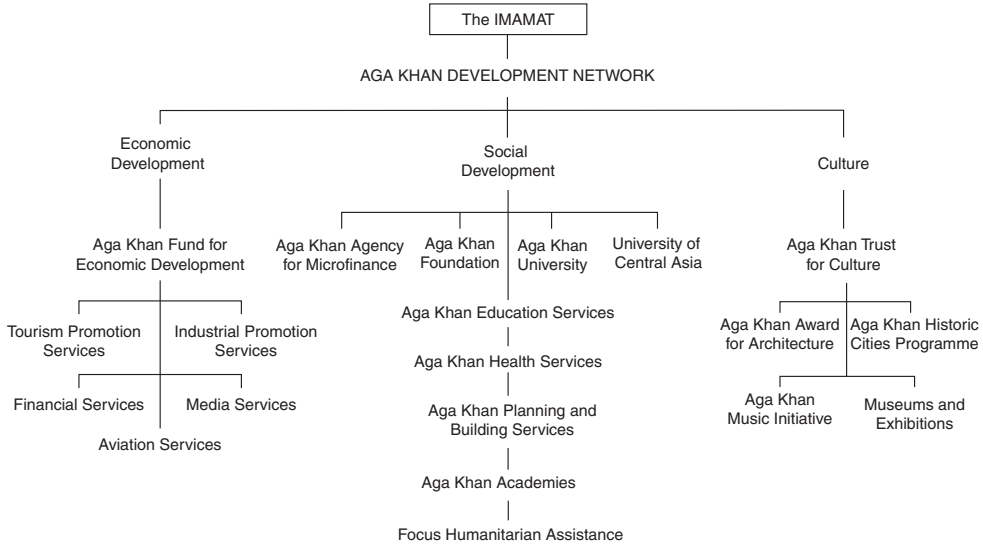 The IMAMAT
AGA KHAN DEVELOPMENT NETWORK
Economic
Development
Social
Development
Culture
Aga Khan Fund for
Economic Development
Aga Khan Agency
for Microfinance
Aga Khan
Foundation
Aga Khan
University
University of
Central Asia
Aga Khan Trust
for Culture
Tourism Promotion
Services
Industrial Promotion
Services
Financial Services
Media Services
Aviation Services
Aga Khan Education Services
Aga Khan Health Services
Aga Khan Planning and
Building Services
Aga Khan Academies
Focus Humanitarian Assistance
Aga Khan Award
for Architecture
Aga Khan Historic
Cities Programme
Aga Khan
Music Initiative
Museums and
Exhibitions